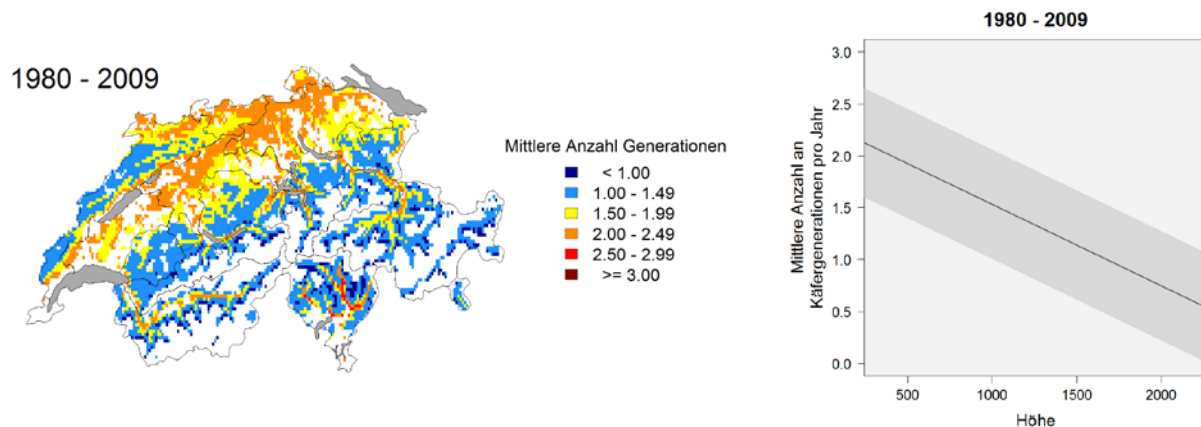 1980 - 2009
Mittlere Anzahl Generationen
< 1.00
1.00 - 1.49
1.50 - 1.99
2.00 - 2.49
2.50 - 2.99
>= 3.00
1980 - 2009
Mittlere Anzahl an
Käfergenerationen pro Jahr
3.0
2.5
2.0
1.5
1.0
0.5
0.0
500
1000
1500
2000
Höhe